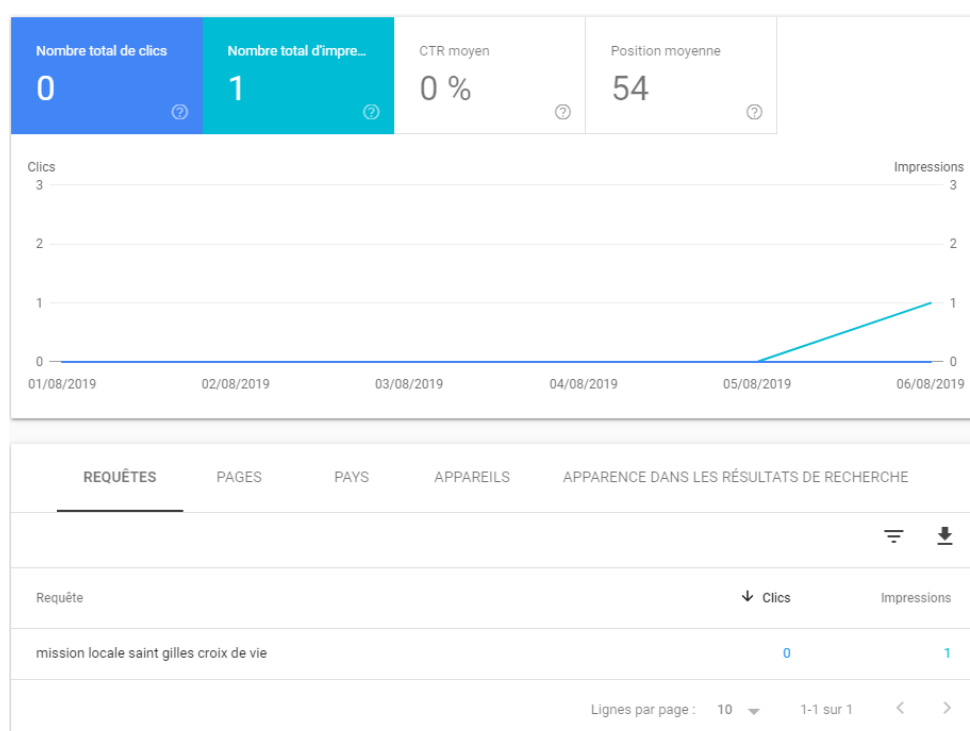 Nombre total de clics
0
Nombre total d'impre...
1
CTR moyen
0 %
Position moyenne
54
Clics
Impressions
3
3
2
2
1
1
0
0
01/08/2019
02/08/2019
03/08/2019
04/08/2019
05/08/2019
06/08/2019
REQUÊTES
PAGES
PAYS
APPAREILS
APPARENCE DANS LES RÉSULTATS DE RECHERCHE
Requête
Clics
Impressions
mission locale saint gilles croix de vie
0
1
Lignes par page :
10
1-1 sur 1